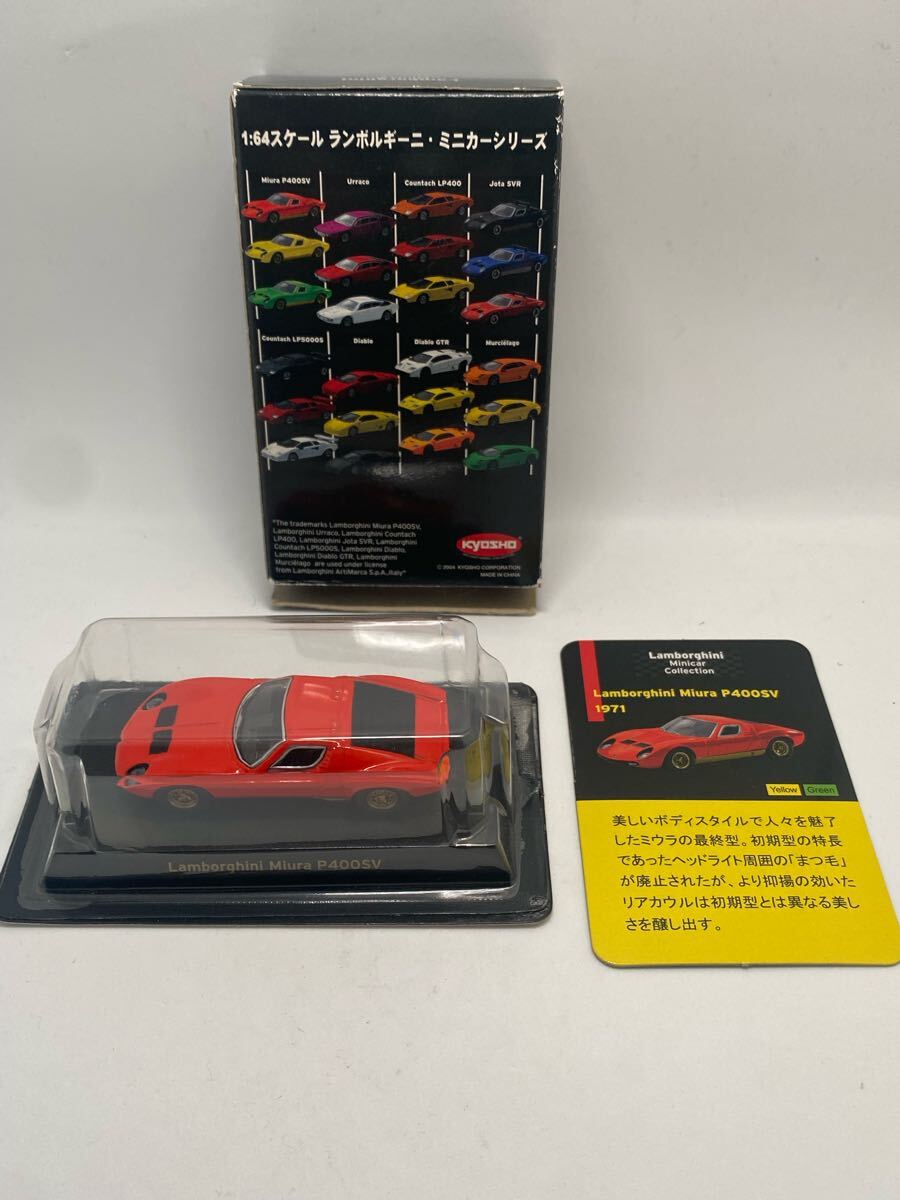 1:64スケール ランボルギーニ・ミニカーシリーズ
Miura P400SV
Urraco
Countach LP400
Jota SVR
Countach LP5000S
Diablo
Diablo GTR
Murciélago
"The trademarks Lamborghini Miura P400SV,
Lamborghini Urraco, Lamborghini Countach
LP400, Lamborghini Jota SVR, Lamborghini
Countach LP5000S, Lamborghini Diablo,
Lamborghini Diablo GTR, Lamborghini
Murciélago are used under license
from Lamborghini ArtiMarca S.p.A.,Italy"
KYOSHO
© 2004 KYOSHO CORPORATION
MADE IN CHINA
Lamborghini Miura P400SV
Lamborghini
Minicar
Collection
Lamborghini Miura P400SV
1971
Yellow Green
美しいボディスタイルで人々を魅了
したミウラの最終型。初期型の特長
であったヘッドライト周囲の「まつ毛」
が廃止されたが、より抑揚の効いた
リアカウルは初期型とは異なる美し
さを醸し出す。